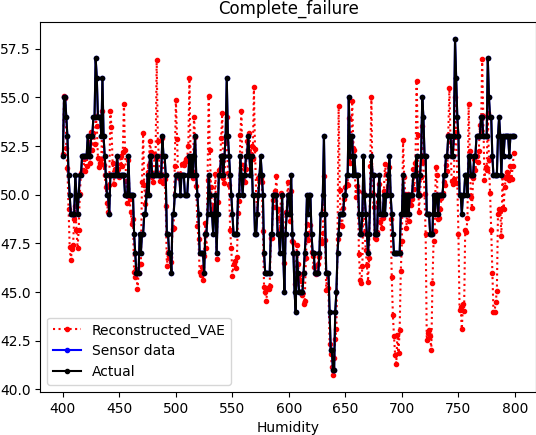 Complete_failure
57.5
55.0
52.5
50.0
47.5
45.0
42.5
40.0
Reconstructed_VAE
Sensor data
Actual
400 450 500 550 600 650 700 750 800
Humidity